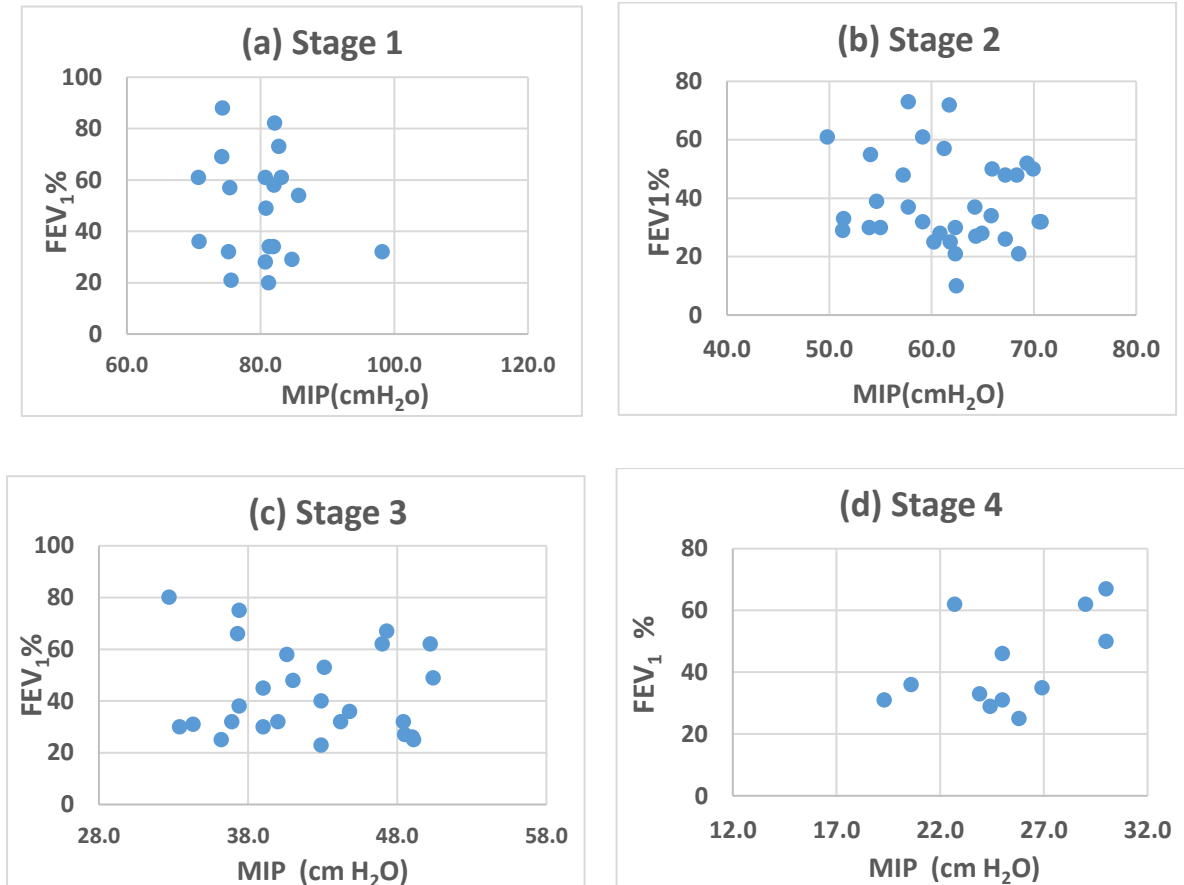 (a) Stage 1
FEV₁%
100
80
60
40
20
0
60.0 80.0 100.0 120.0
MIP(cmH₂o)
(b) Stage 2
FEV1%
80
60
40
20
0
40.0 50.0 60.0 70.0 80.0
MIP(cmH₂O)
(c) Stage 3
FEV₁%
100
80
60
40
20
0
28.0 38.0 48.0 58.0
MIP (cm H₂O)
(d) Stage 4
FEV₁ %
80
60
40
20
0
12.0 17.0 22.0 27.0 32.0
MIP (cm H₂O)